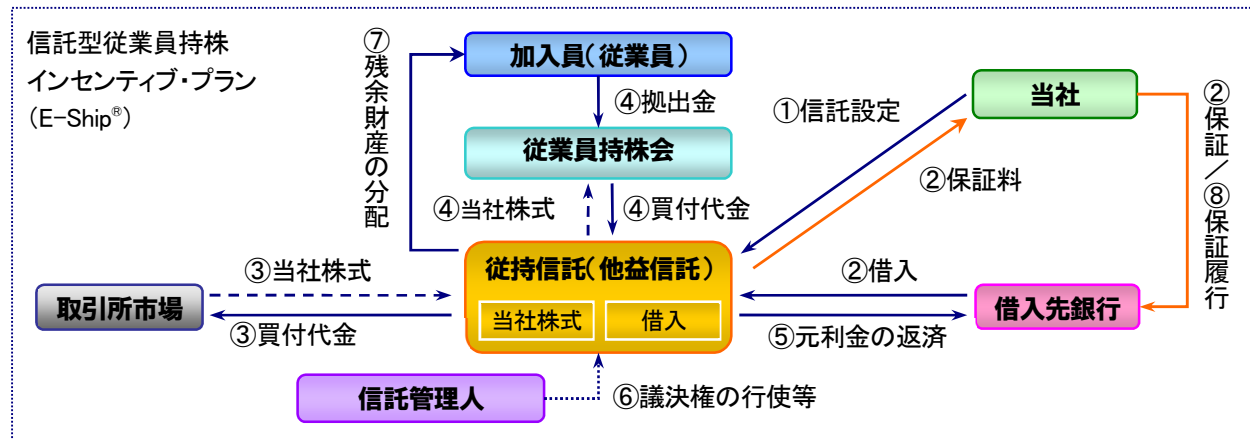 信託型従業員持株
インセンティブ・プラン
(E-Ship®)
⑦残余財産の分配
加入員(従業員)
④拠出金
従業員持株会
④当社株式
④買付代金
①信託設定
②保証料
当社
②保証/⑧保証履行
③当社株式
取引所市場
③買付代金
従持信託(他益信託)
当社株式
借入
②借入
⑤元利金の返済
借入先銀行
信託管理人
⑥議決権の行使等